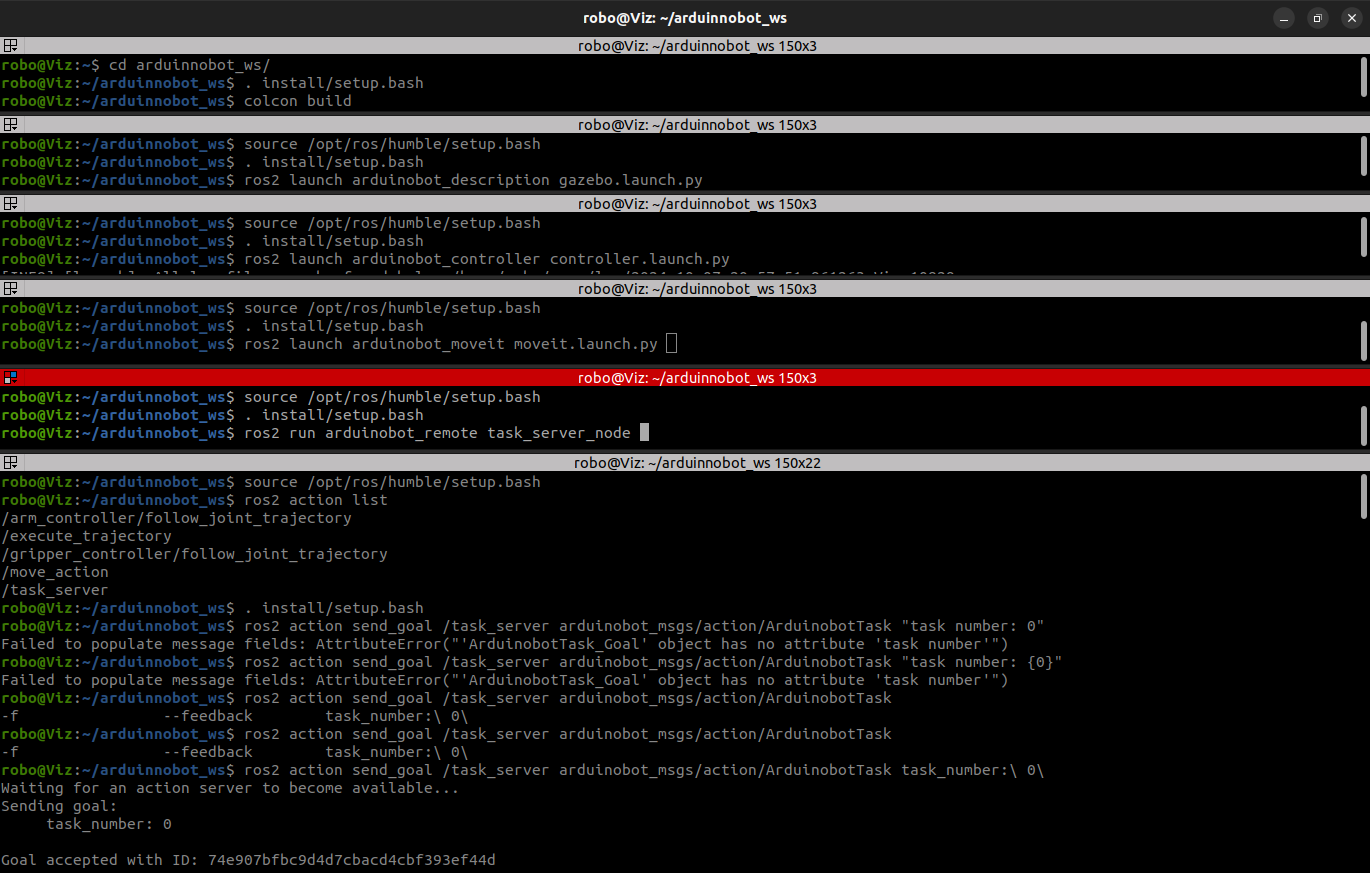 robo@Viz: ~/arduinnobot_ws
robo@Viz: ~/arduinnobot_ws 150x3
robo@Viz:~$ cd arduinnobot_ws/
robo@Viz:~/arduinnobot_ws$ . install/setup.bash
robo@Viz:~/arduinnobot_ws$ colcon build
robo@Viz: ~/arduinnobot_ws 150x3
robo@Viz:~/arduinnobot_ws$ source /opt/ros/humble/setup.bash
robo@Viz:~/arduinnobot_ws$ . install/setup.bash
robo@Viz:~/arduinnobot_ws$ ros2 launch arduinobot_description gazebo.launch.py
robo@Viz: ~/arduinnobot_ws 150x3
robo@Viz:~/arduinnobot_ws$ source /opt/ros/humble/setup.bash
robo@Viz:~/arduinnobot_ws$ . install/setup.bash
robo@Viz:~/arduinnobot_ws$ ros2 launch arduinobot_controller controller.launch.py
robo@Viz: ~/arduinnobot_ws 150x3
robo@Viz:~/arduinnobot_ws$ source /opt/ros/humble/setup.bash
robo@Viz:~/arduinnobot_ws$ . install/setup.bash
robo@Viz:~/arduinnobot_ws$ ros2 launch arduinobot_moveit moveit.launch.py
robo@Viz: ~/arduinnobot_ws 150x3
robo@Viz:~/arduinnobot_ws$ source /opt/ros/humble/setup.bash
robo@Viz:~/arduinnobot_ws$ . install/setup.bash
robo@Viz:~/arduinnobot_ws$ ros2 run arduinobot_remote task_server_node
robo@Viz: ~/arduinnobot_ws 150x22
robo@Viz:~/arduinnobot_ws$ source /opt/ros/humble/setup.bash
robo@Viz:~/arduinnobot_ws$ ros2 action list
/arm_controller/follow_joint_trajectory
/execute_trajectory
/gripper_controller/follow_joint_trajectory
/move_action
/task_server
robo@Viz:~/arduinnobot_ws$ . install/setup.bash
robo@Viz:~/arduinnobot_ws$ ros2 action send_goal /task_server arduinobot_msgs/action/ArduinobotTask "task number: 0"
Failed to populate message fields: AttributeError("'ArduinobotTask_Goal' object has no attribute 'task number'")
robo@Viz:~/arduinnobot_ws$ ros2 action send_goal /task_server arduinobot_msgs/action/ArduinobotTask "task number: {0}"
Failed to populate message fields: AttributeError("'ArduinobotTask_Goal' object has no attribute 'task number'")
robo@Viz:~/arduinnobot_ws$ ros2 action send_goal /task_server arduinobot_msgs/action/ArduinobotTask
-f                --feedback        task_number:\ 0\
robo@Viz:~/arduinnobot_ws$ ros2 action send_goal /task_server arduinobot_msgs/action/ArduinobotTask
-f                --feedback        task_number:\ 0\
robo@Viz:~/arduinnobot_ws$ ros2 action send_goal /task_server arduinobot_msgs/action/ArduinobotTask task_number:\ 0\
Waiting for an action server to become available...
Sending goal:
     task_number: 0
Goal accepted with ID: 74e907bfbc9d4d7cbacd4cbf393ef44d